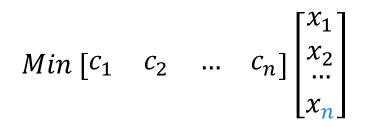 Min [c₁ c₂ … cₙ] [x₁
x₂
…
xₙ]